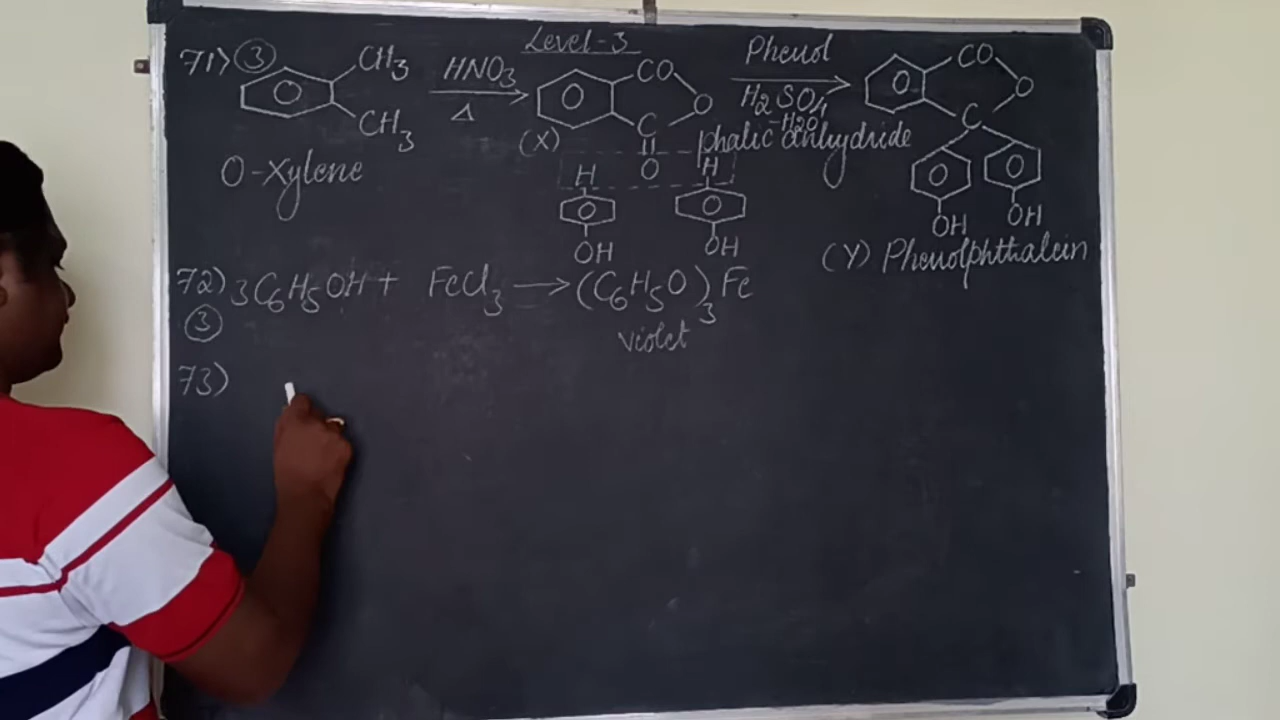 Level-3
71) 3 CH3 HNO3 Δ CO O C O Phenol H2SO4 -H2O CO O C
CH3
(X) phalic anhydride
O-Xylene H H
OH OH OH OH
(Y) Phenolphthalein
72) 3C6H5OH + FeCl3 → (C6H5O)3Fe
3 Violet
73)